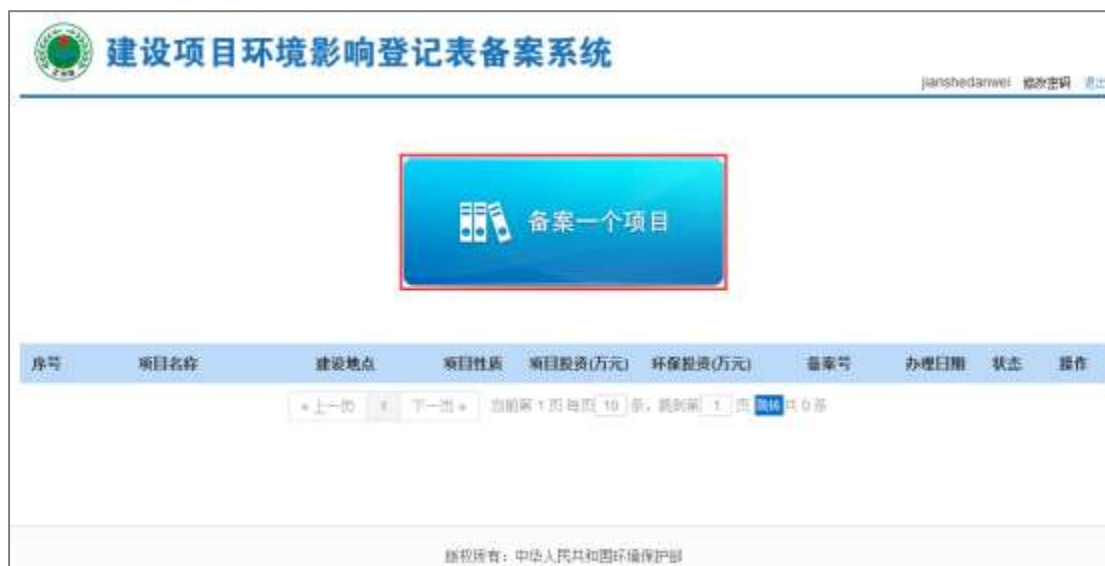 建设项目环境影响登记表备案系统
jianshedanwei 修改密码 退出
备案一个项目
序号 项目名称 建设地点 项目性质 项目投资(万元) 环保投资(万元) 备案号 办理日期 状态 操作
« 上一页 1 下一页 » 当前第 1 页 每页 10 条，跳到第 1 页 跳转 共 0 条
版权所有：中华人民共和国环境保护部